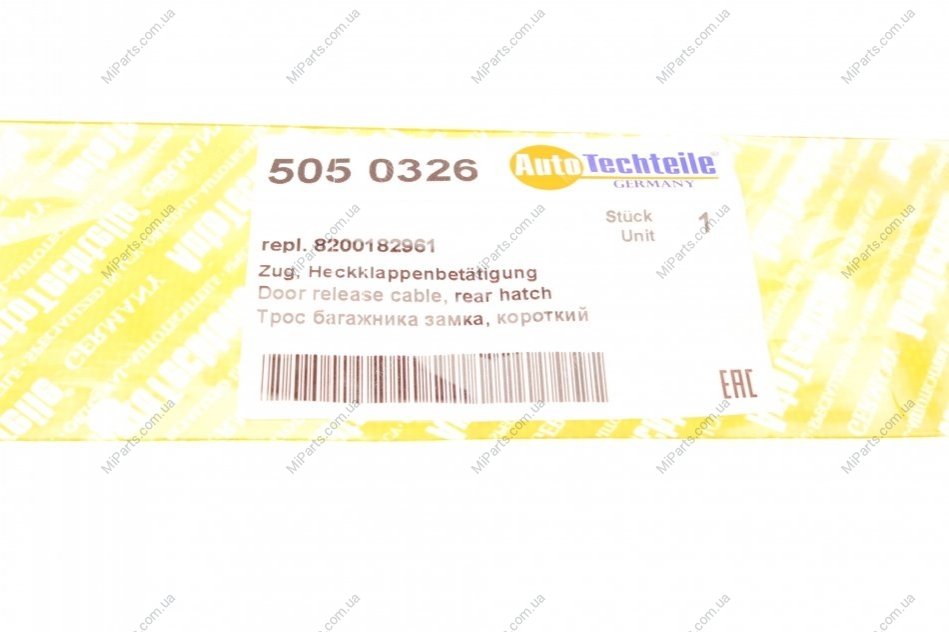 505 0326
AutoTechteile
GERMANY
Stück 1
Unit
repl. 8200182961
Zug, Heckklappenbetätigung
Door release cable, rear hatch
Трос багажника замка, короткий
EAC
MiParts.com.ua